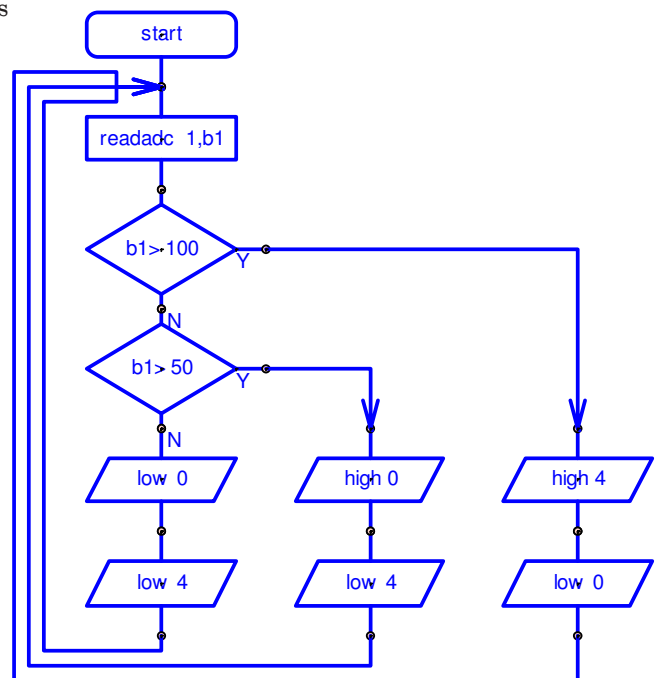 s
start
readadc 1,b1
b1> 100
Y
N
b1> 50
Y
N
low 0
high 0
high 4
low 4
low 4
low 0